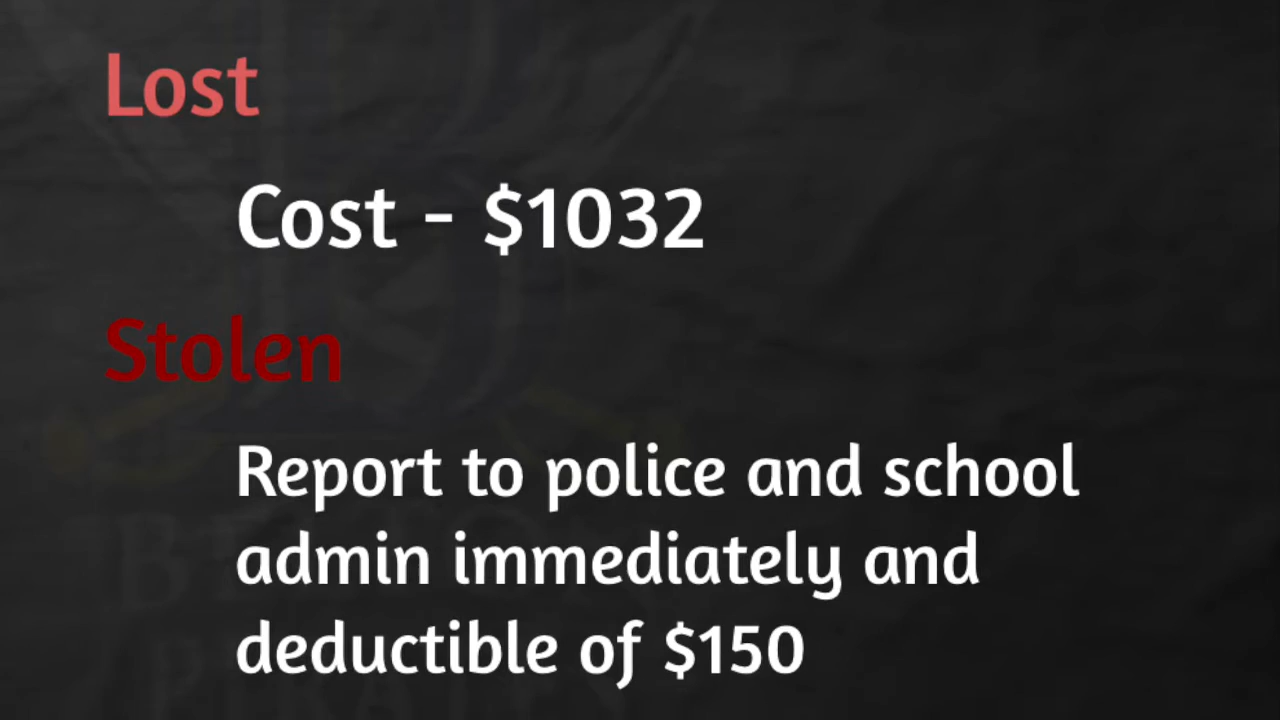 Lost
Cost - $1032
Stolen
Report to police and school
admin immediately and
deductible of $150